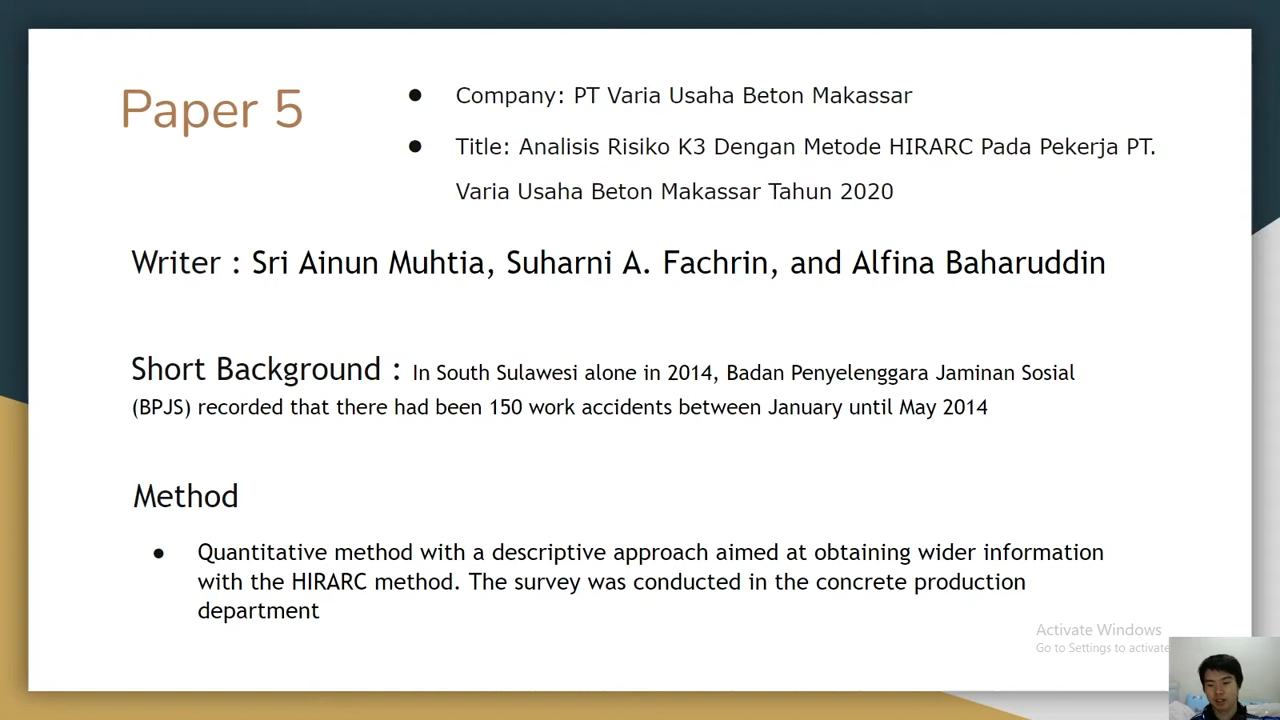 Paper 5
● Company: PT Varia Usaha Beton Makassar
● Title: Analisis Risiko K3 Dengan Metode HIRARC Pada Pekerja PT.
Varia Usaha Beton Makassar Tahun 2020
Writer : Sri Ainun Muhtia, Suharni A. Fachrin, and Alfina Baharuddin
Short Background : In South Sulawesi alone in 2014, Badan Penyelenggara Jaminan Sosial
(BPJS) recorded that there had been 150 work accidents between January until May 2014
Method
● Quantitative method with a descriptive approach aimed at obtaining wider information
with the HIRARC method. The survey was conducted in the concrete production
department
Activate Windows
Go to Settings to activate